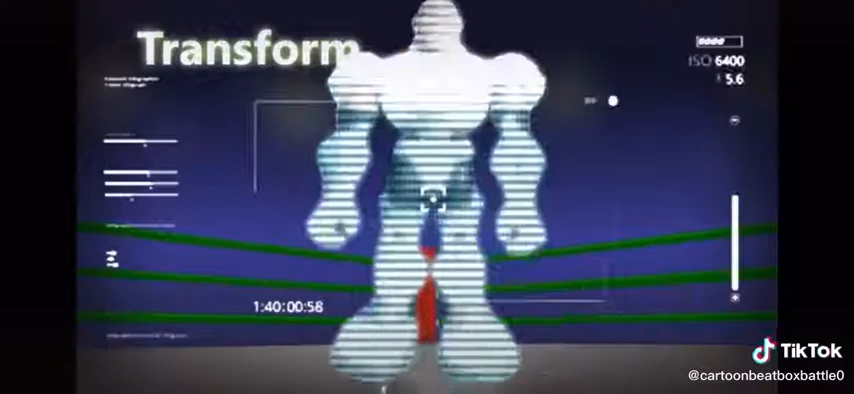 Transform
ISO 6400
5.6
1:40:00:58
TikTok
@cartoonbeatboxbattle0